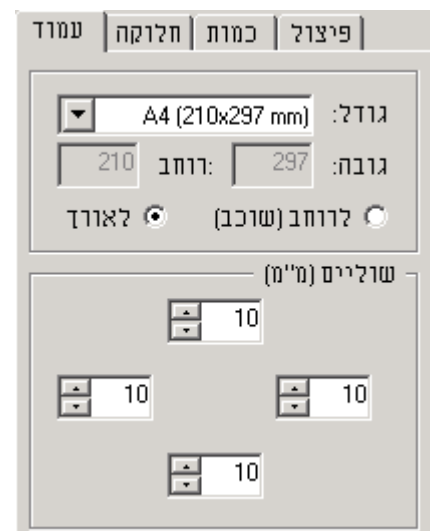 עמוד חלוקה כמות פיצול
גודל: A4 (210x297 mm)
גובה: 297 רוחב: 210
לרוחב (שוכב) לאורך
שוליים (מ"מ)
10
10 10
10